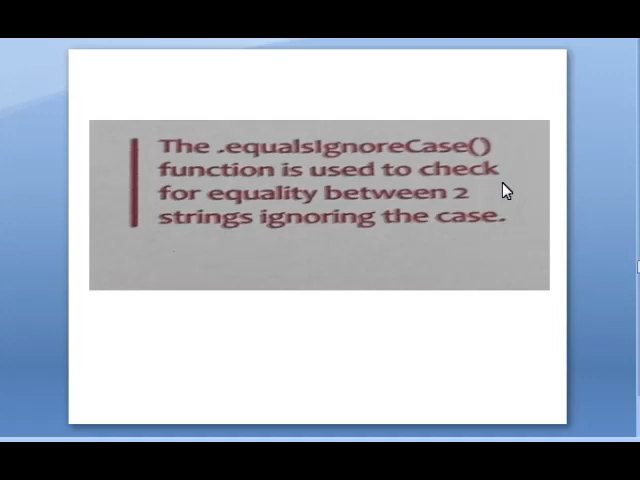 The .equalsIgnoreCase()
function is used to check
for equality between 2
strings ignoring the case.